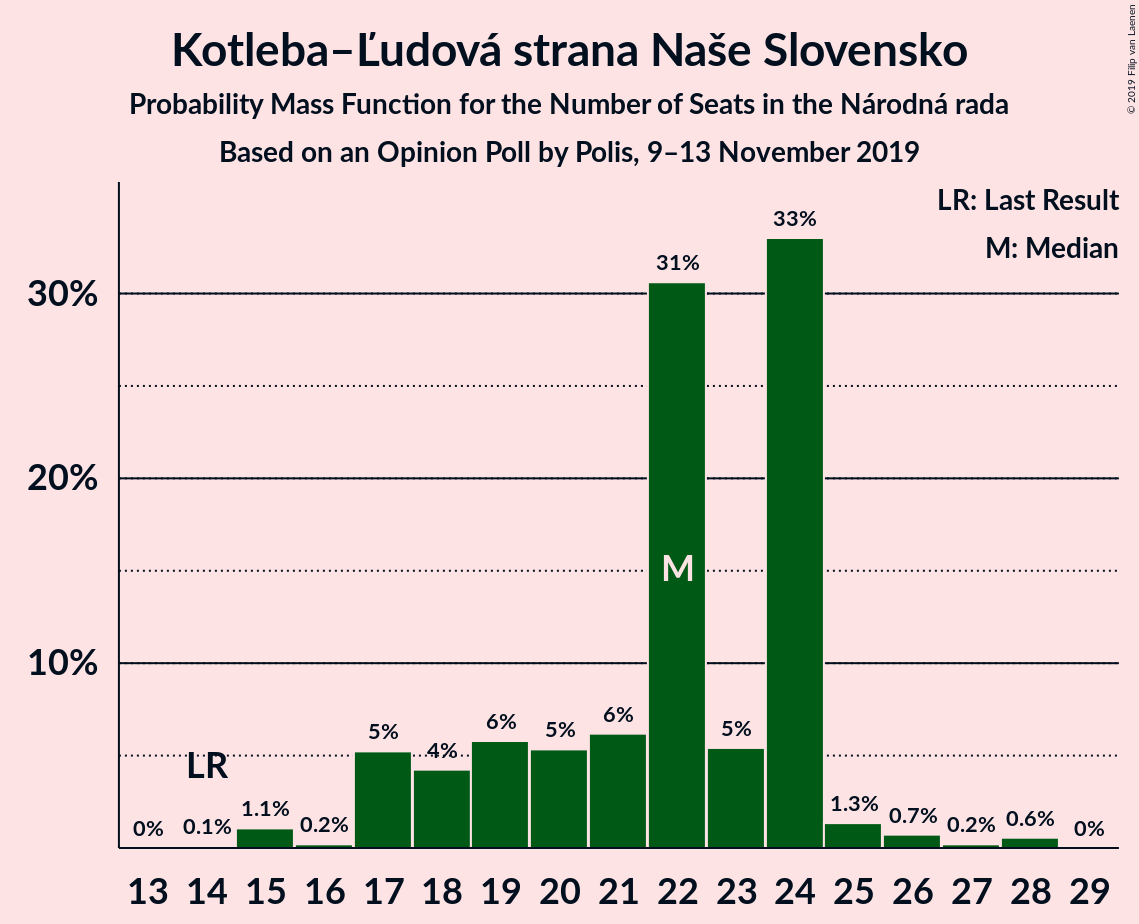 Kotleba–Ľudová strana Naše Slovensko
Probability Mass Function for the Number of Seats in the Národná rada
Based on an Opinion Poll by Polis, 9–13 November 2019
© 2019 Filip van Laenen
LR: Last Result
M: Median
30%
20%
10%
0%
0.1%
1.1%
0.2%
5%
4%
6%
5%
6%
31%
5%
33%
1.3%
0.7%
0.2%
0.6%
0%
LR
M
13 14 15 16 17 18 19 20 21 22 23 24 25 26 27 28 29